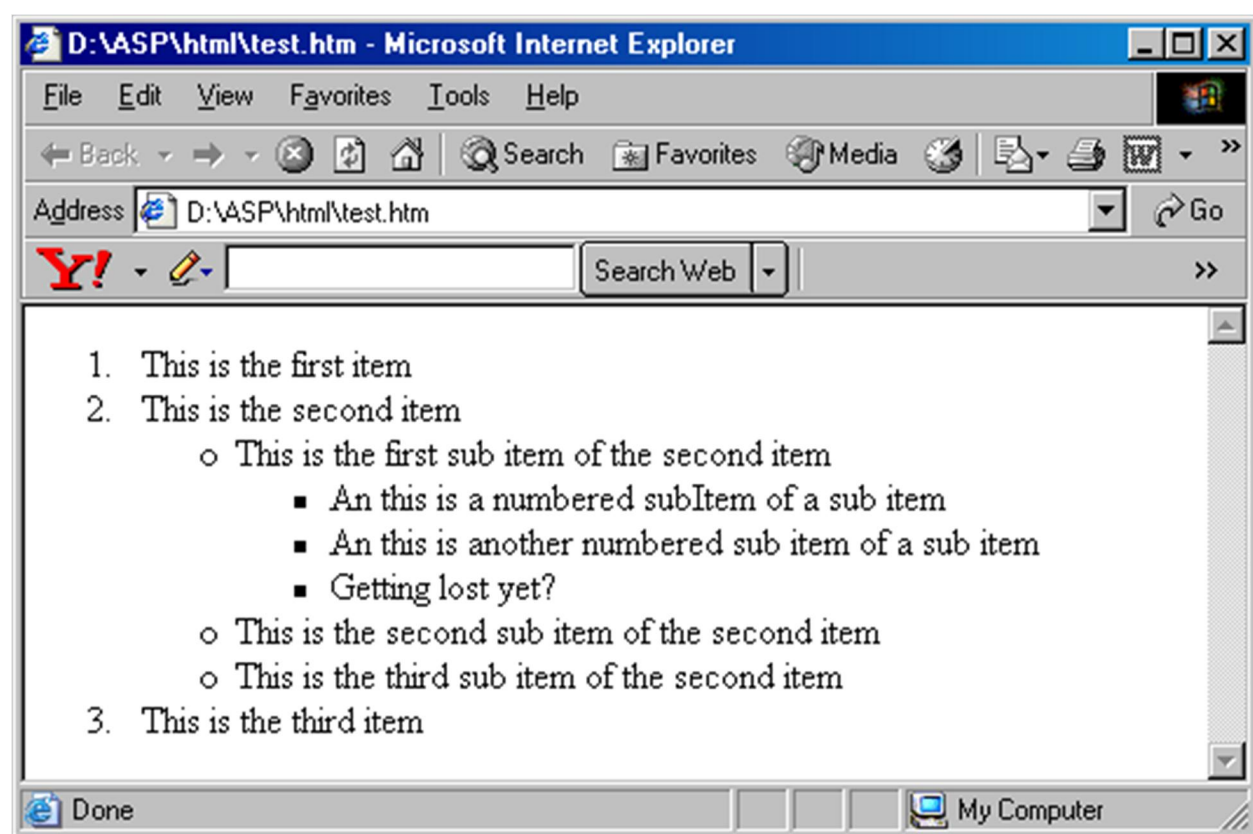 D:\ASP\html\test.htm - Microsoft Internet Explorer
File Edit View Favorites Tools Help
Back Search Favorites Media W »
Address D:\ASP\html\test.htm Go
Y! Search Web »
1. This is the first item
2. This is the second item
o This is the first sub item of the second item
▪ An this is a numbered subItem of a sub item
▪ An this is another numbered sub item of a sub item
▪ Getting lost yet?
o This is the second sub item of the second item
o This is the third sub item of the second item
3. This is the third item
Done My Computer